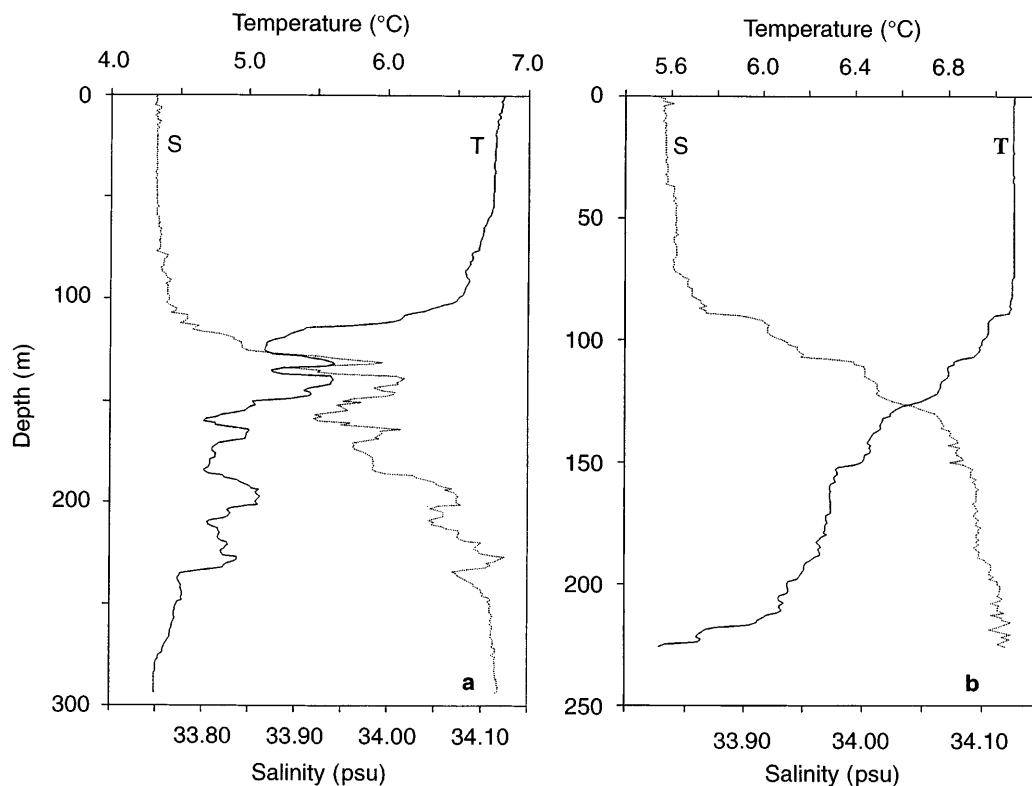 Temperature (°C)
4.0 5.0 6.0 7.0
Temperature (°C)
5.6 6.0 6.4 6.8
0
100
200
300
Depth (m)
S T
a
33.80 33.90 34.00 34.10
Salinity (psu)
0
50
100
150
200
250
S T
b
33.90 34.00 34.10
Salinity (psu)